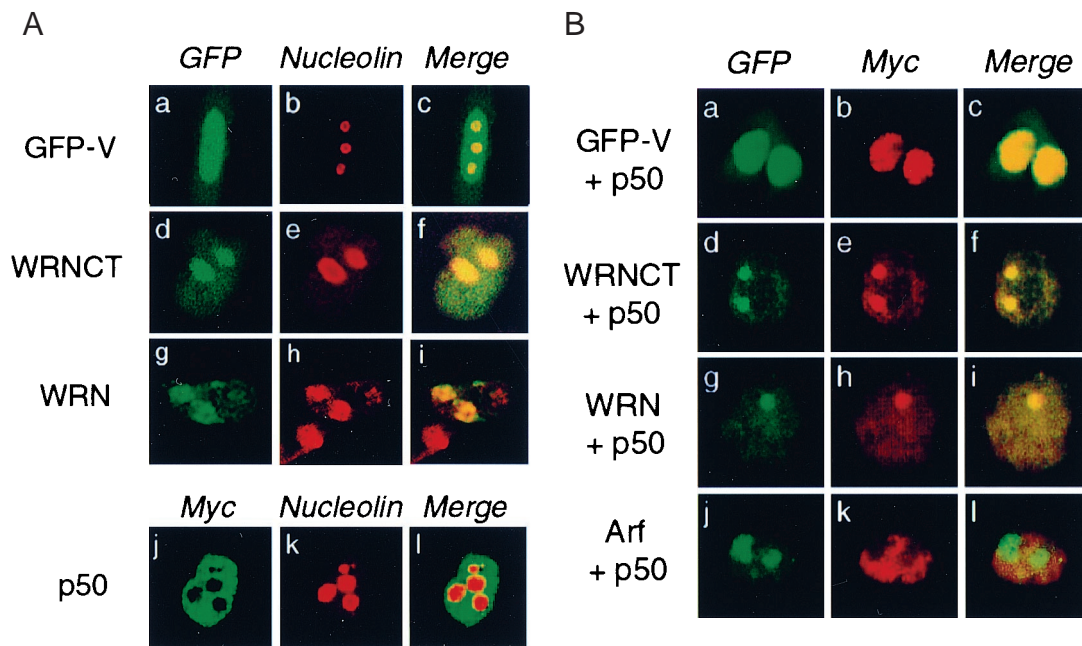 A
GFP Nucleolin Merge
GFP-V
a b c
WRNCT
d e f
WRN
g h i
Myc Nucleolin Merge
p50
j k l
B
GFP Myc Merge
GFP-V
+ p50
a b c
WRNCT
+ p50
d e f
WRN
+ p50
g h i
Arf
+ p50
j k l